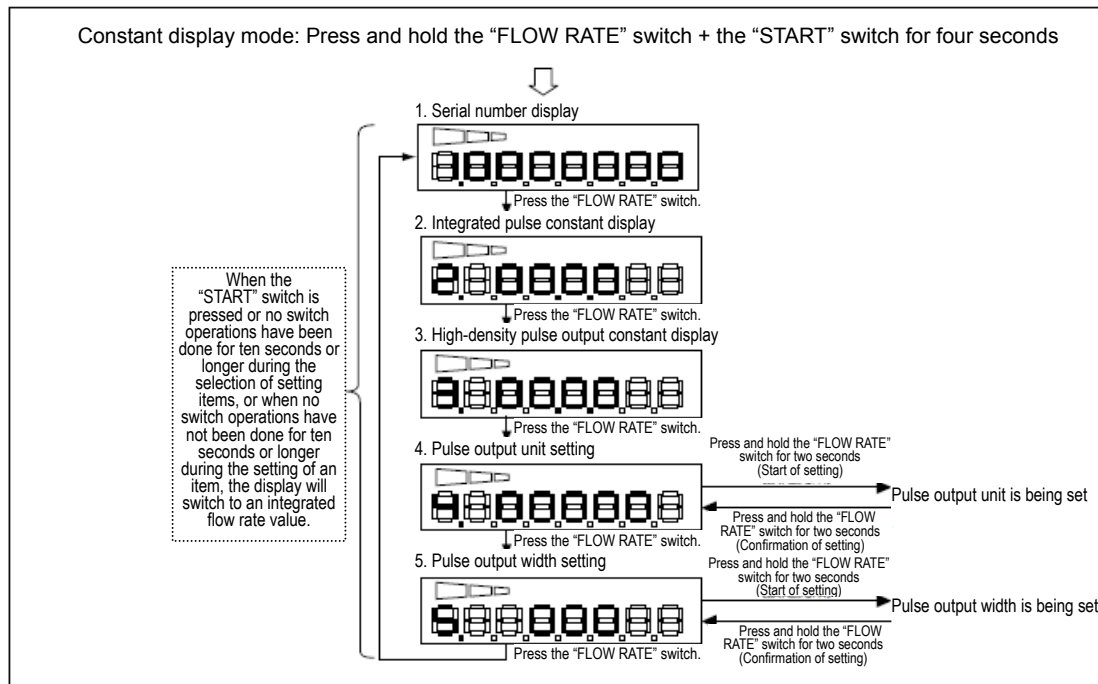 Constant display mode: Press and hold the “FLOW RATE” switch + the “START” switch for four seconds
1. Serial number display
Press the “FLOW RATE” switch.
2. Integrated pulse constant display
Press the “FLOW RATE” switch.
3. High-density pulse output constant display
Press the “FLOW RATE” switch.
4. Pulse output unit setting
Press the “FLOW RATE” switch.
5. Pulse output width setting
Press the “FLOW RATE” switch.
When the
“START” switch is
pressed or no switch
operations have been
done for ten seconds or
longer during the
selection of setting
items, or when no
switch operations have
not been done for ten
seconds or longer
during the setting of an
item, the display will
switch to an integrated
flow rate value.
Press and hold the “FLOW RATE”
switch for two seconds
(Start of setting)
Pulse output unit is being set
Press and hold the “FLOW
RATE” switch for two seconds
(Confirmation of setting)
Press and hold the “FLOW RATE”
switch for two seconds
(Start of setting)
Pulse output width is being set
Press and hold the “FLOW
RATE” switch for two seconds
(Confirmation of setting)